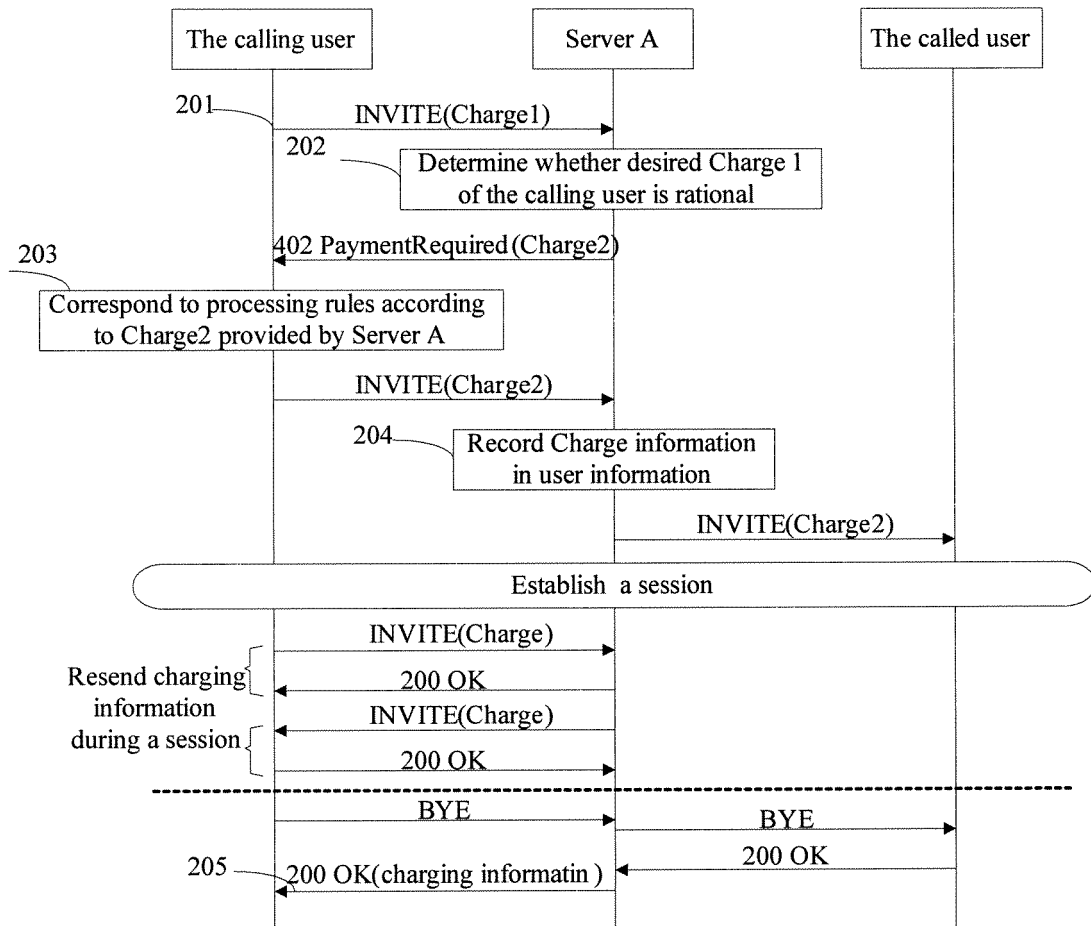 The calling user
Server A
The called user
201
INVITE(Charge1)
202
Determine whether desired Charge 1
of the calling user is rational
402 PaymentRequired(Charge2)
203
Correspond to processing rules according
to Charge2 provided by Server A
INVITE(Charge2)
204
Record Charge information
in user information
INVITE(Charge2)
Establish a session
INVITE(Charge)
Resend charging
information
during a session
200 OK
INVITE(Charge)
200 OK
BYE
BYE
200 OK
205
200 OK(charging informatin )